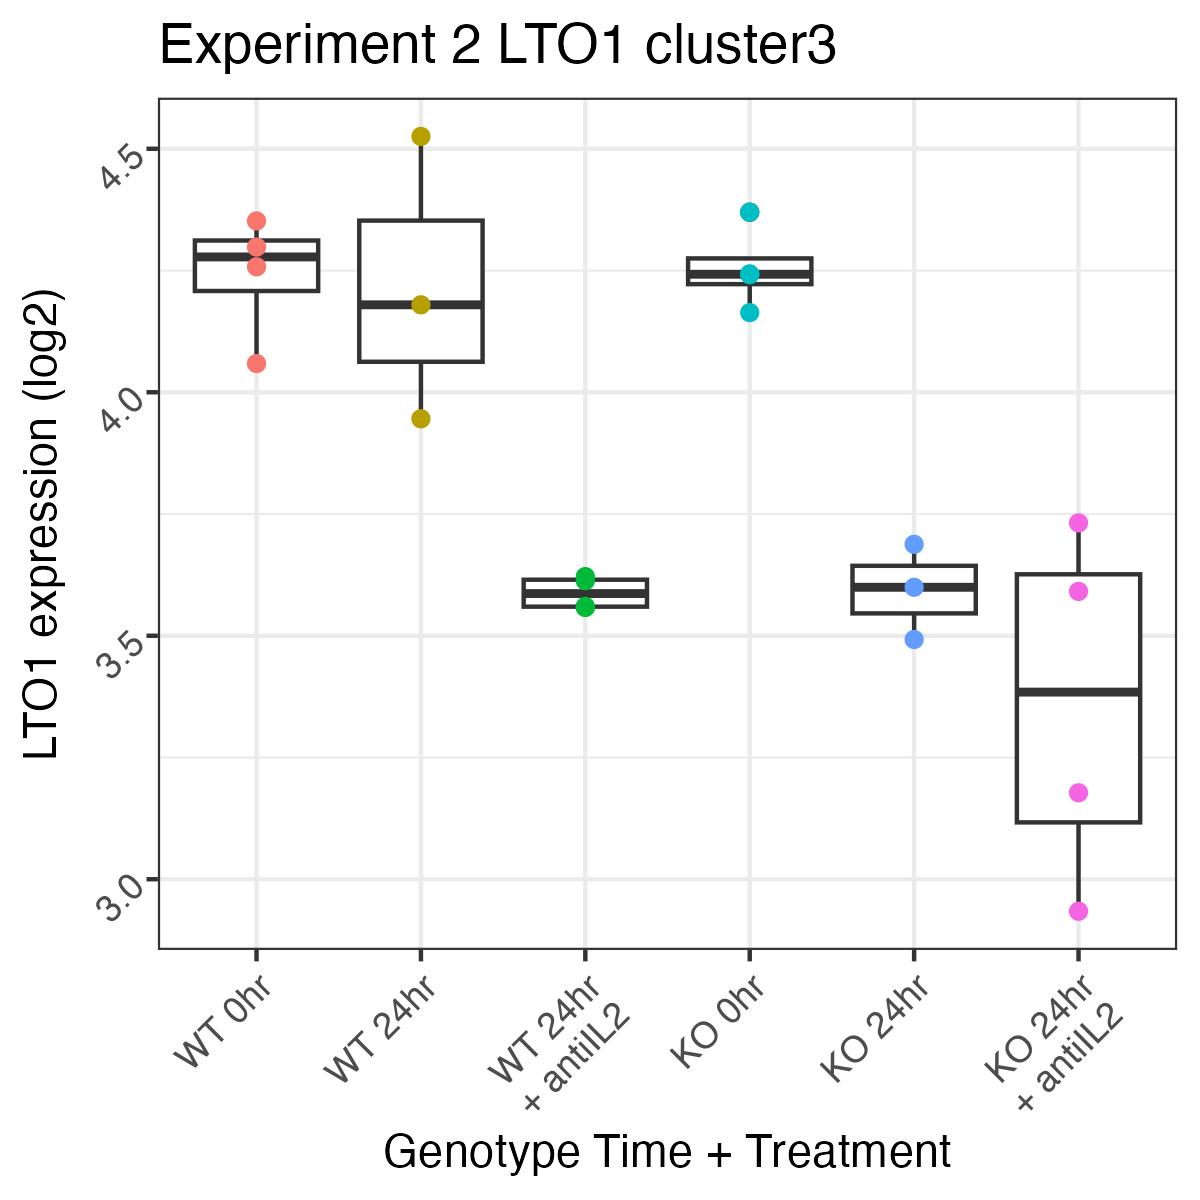 Experiment 2 LTO1 cluster3
LTO1 expression (log2)
4.5
4.0
3.5
3.0
WT 0hr
WT 24hr
WT 24hr
+ antiIL2
KO 0hr
KO 24hr
KO 24hr
+ antiIL2
Genotype Time + Treatment